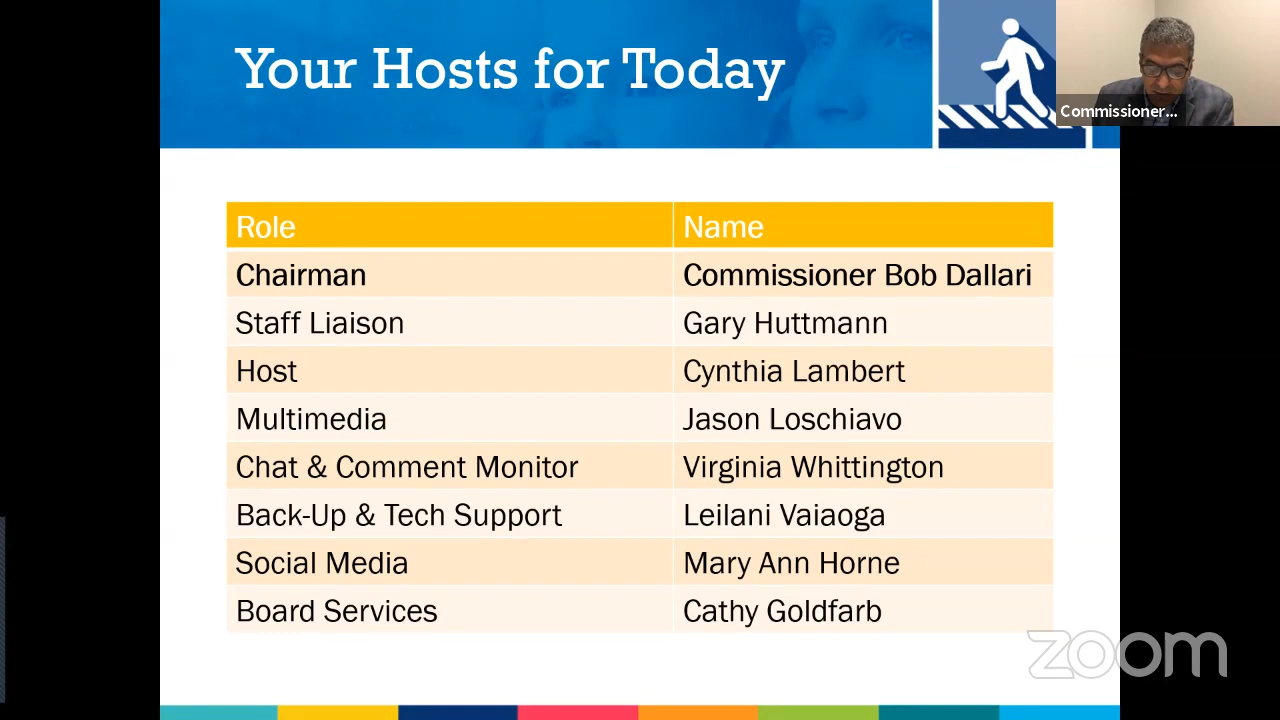 Your Hosts for Today
Commissioner...
Role Name
Chairman Commissioner Bob Dallari
Staff Liaison Gary Huttmann
Host Cynthia Lambert
Multimedia Jason Loschiavo
Chat & Comment Monitor Virginia Whittington
Back-Up & Tech Support Leilani Vaiaoga
Social Media Mary Ann Horne
Board Services Cathy Goldfarb
zoom